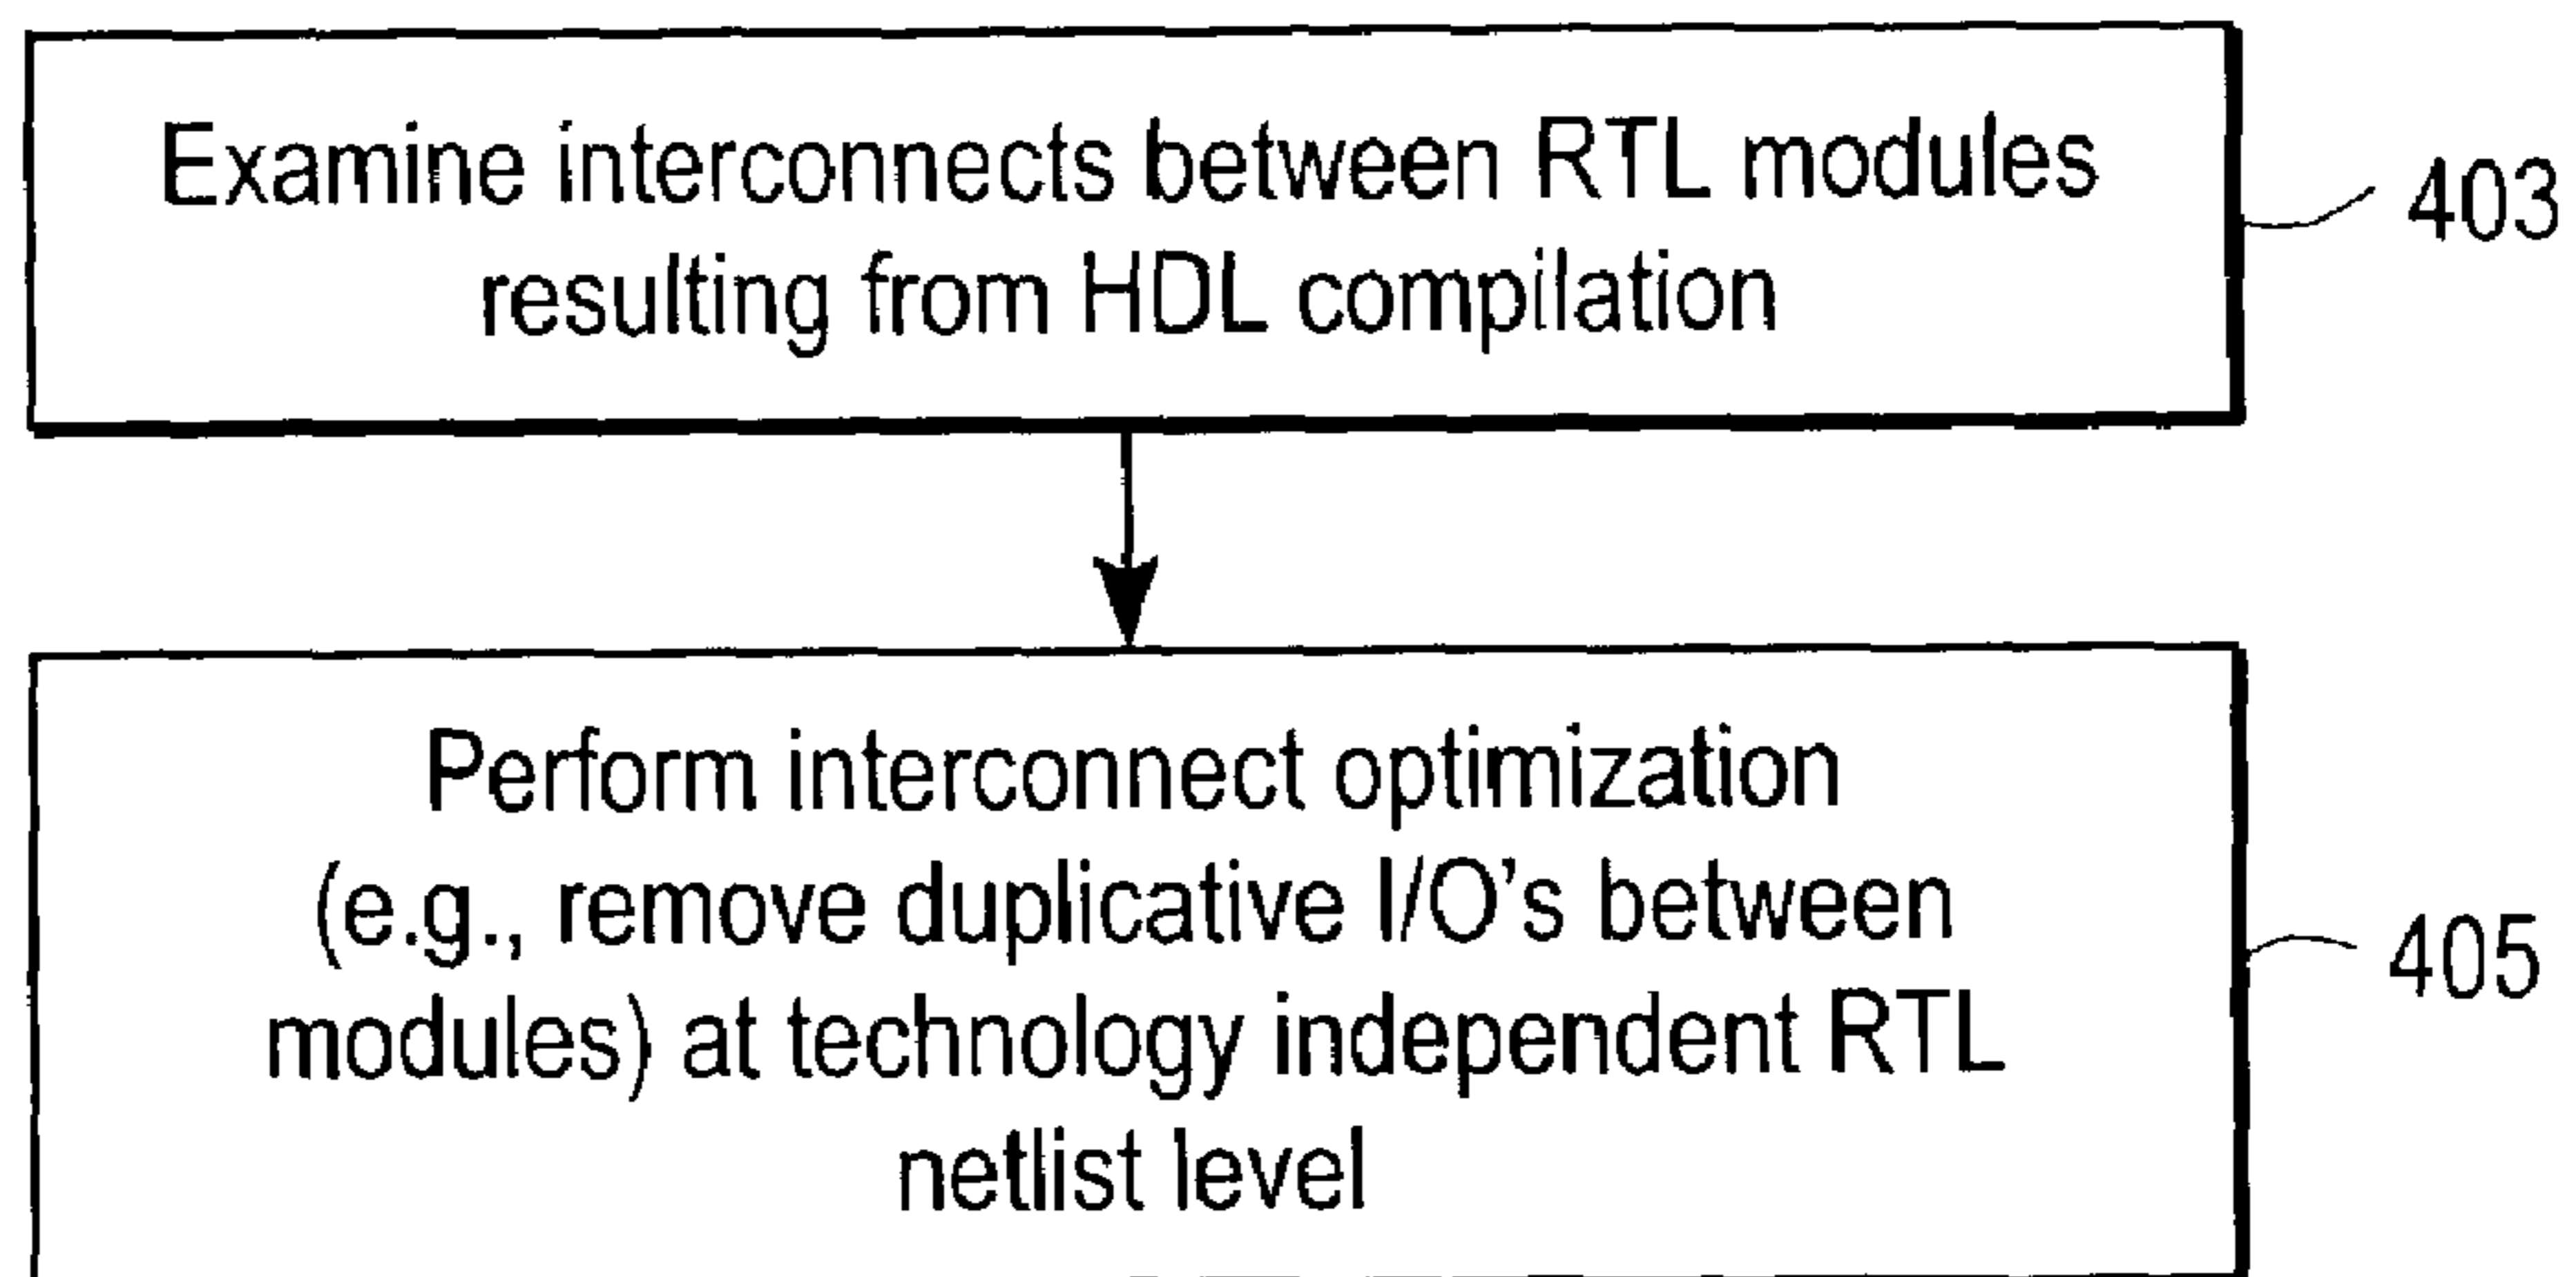 Examine interconnects between RTL modules
resulting from HDL compilation
403
Perform interconnect optimization
(e.g., remove duplicative I/O’s between
modules) at technology independent RTL
netlist level
405